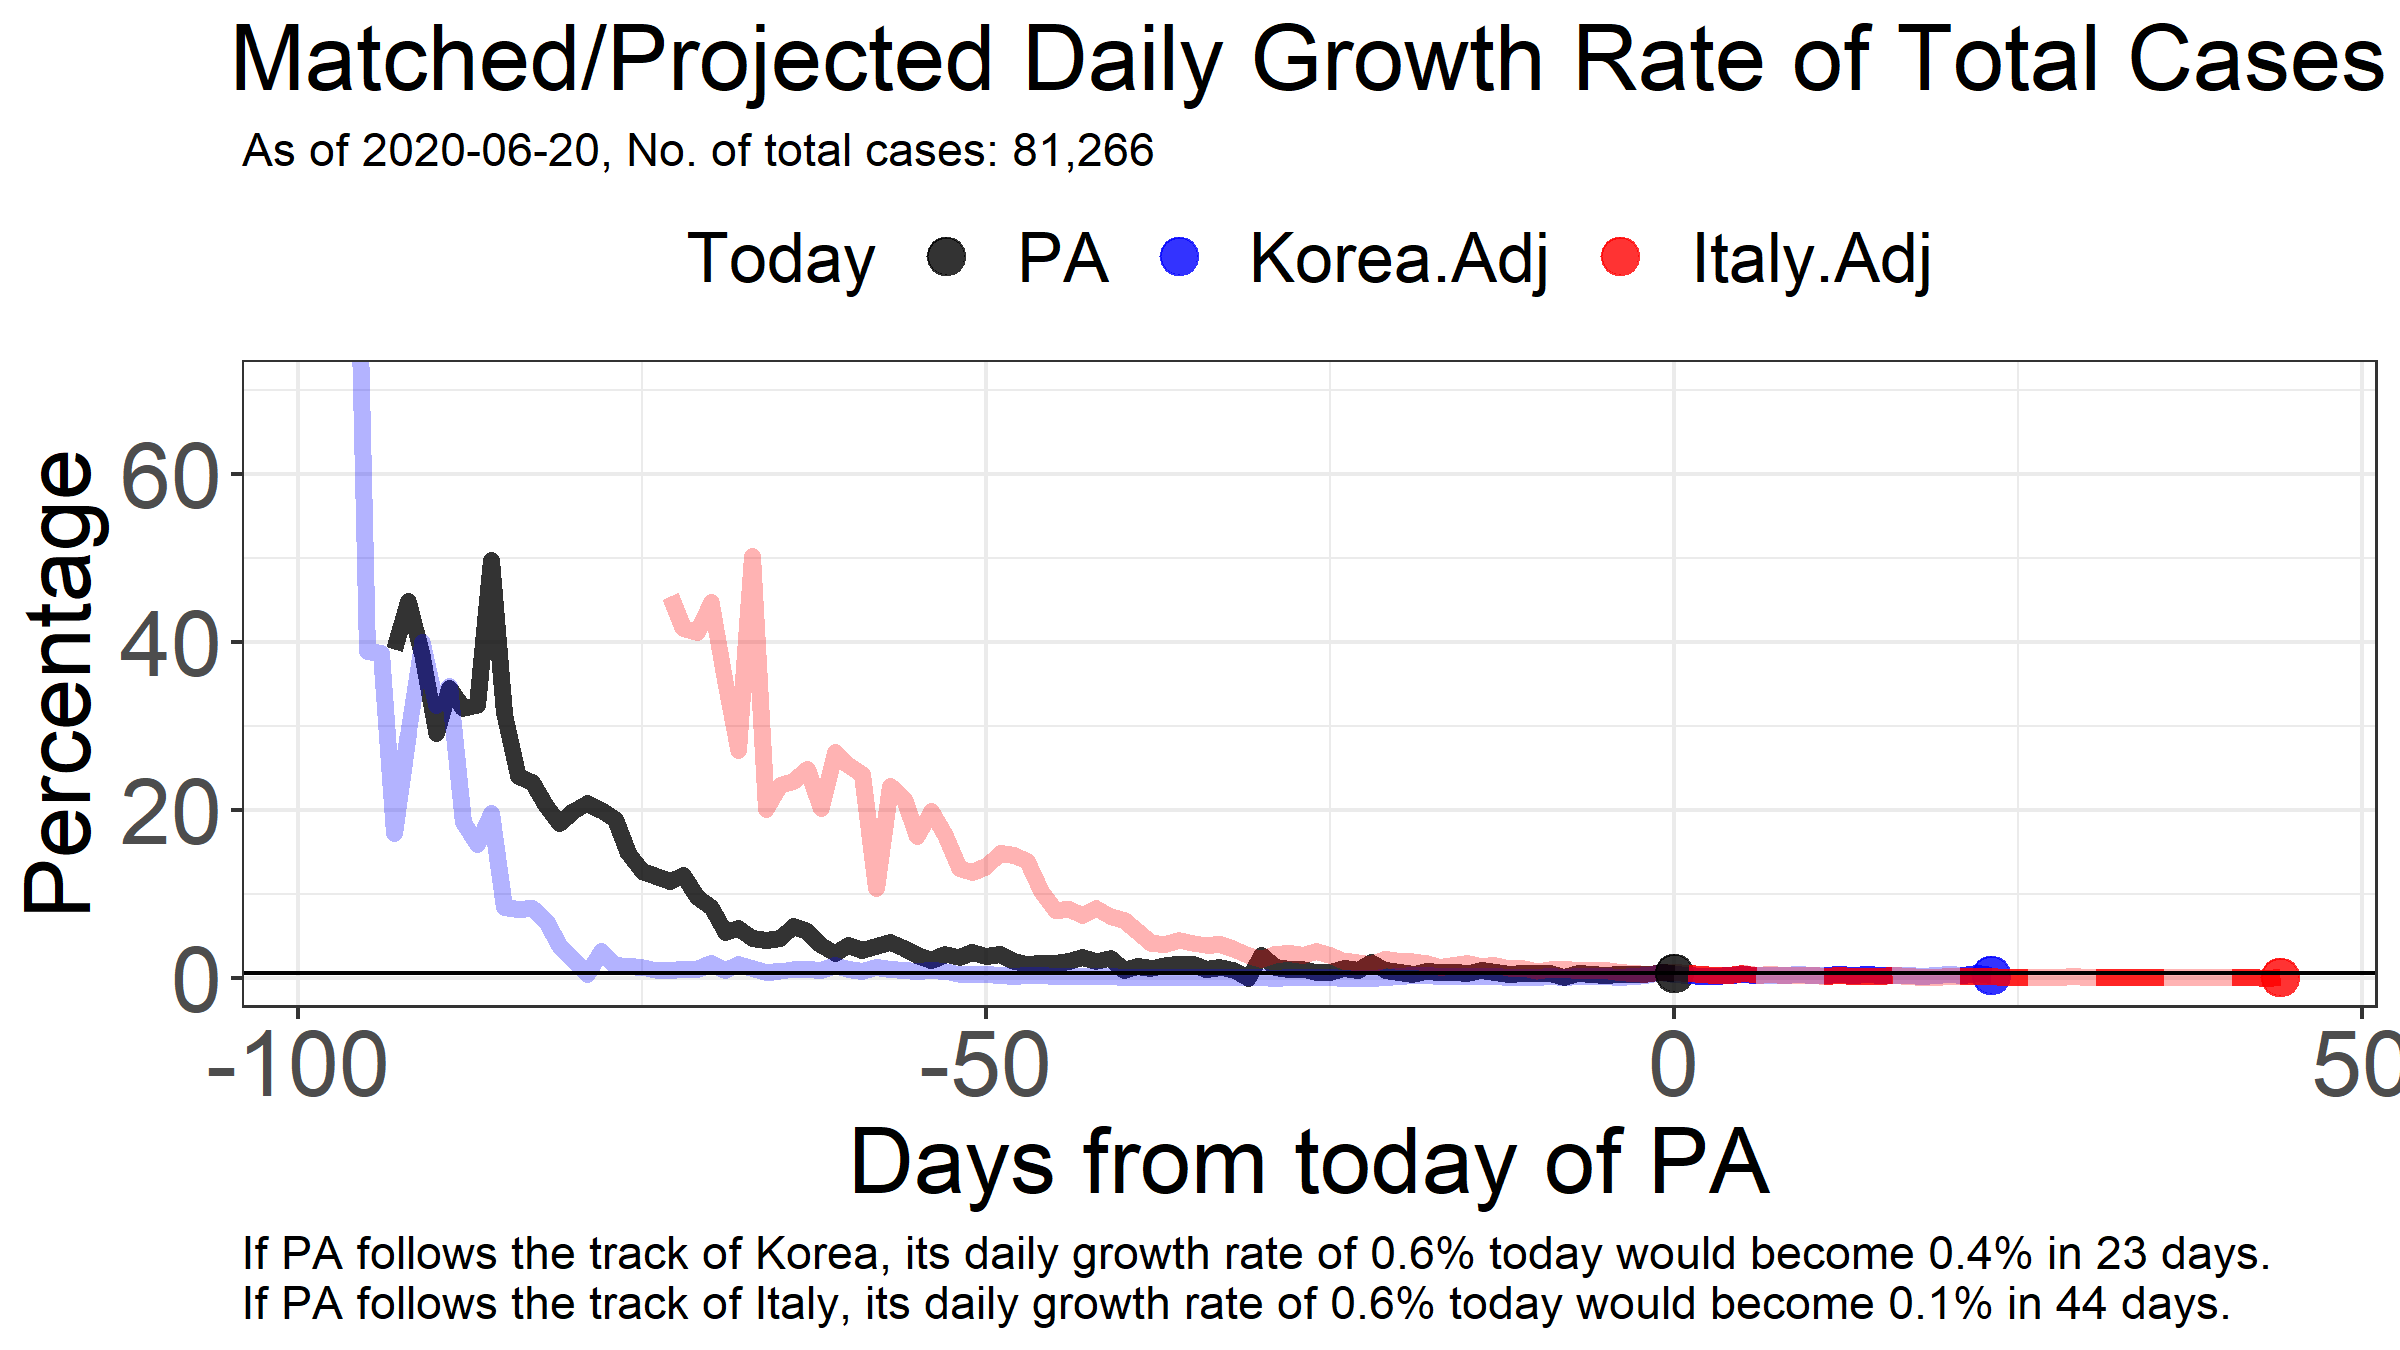 Matched/Projected Daily Growth Rate of Total Cases
As of 2020-06-20, No. of total cases: 81,266
Today PA Korea.Adj Italy.Adj
Percentage
60
40
20
0
-100 -50 0 50
Days from today of PA
If PA follows the track of Korea, its daily growth rate of 0.6% today would become 0.4% in 23 days.
If PA follows the track of Italy, its daily growth rate of 0.6% today would become 0.1% in 44 days.